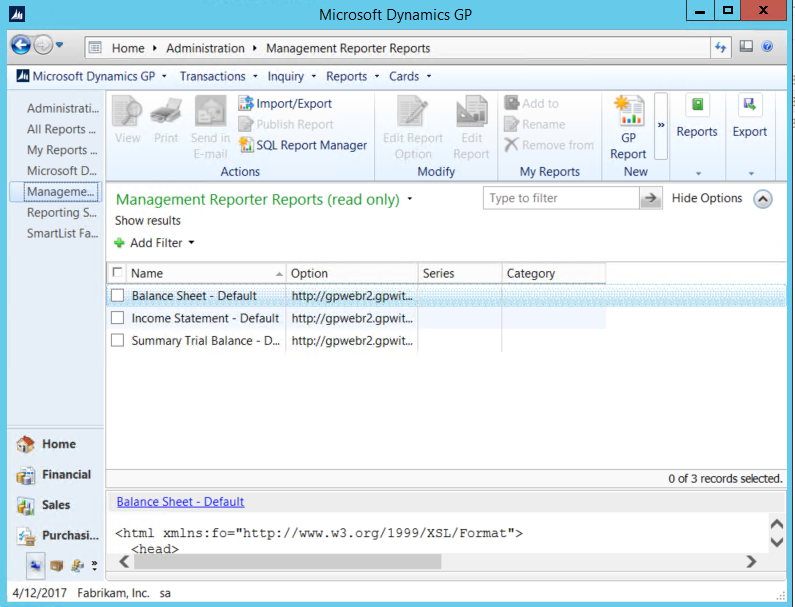 Microsoft Dynamics GP
Home Administration Management Reporter Reports
Microsoft Dynamics GP Transactions Inquiry Reports Cards
Administrati...
All Reports ...
My Reports ...
Microsoft D...
Manageme...
Reporting S...
SmartList Fa...
View
Print
Send in
E-mail
Import/Export
Publish Report
SQL Report Manager
Actions
Edit Report
Option
Edit
Report
Modify
Add to
Rename
Remove from
My Reports
GP
Report
New
»
Reports
Export
Management Reporter Reports (read only)
Type to filter
Hide Options
Show results
Add Filter
Name Option Series Category
Balance Sheet - Default http://gpwebr2.gpwit...
Income Statement - Default http://gpwebr2.gpwit...
Summary Trial Balance - D... http://gpwebr2.gpwit...
0 of 3 records selected.
Balance Sheet - Default
<html xmlns:fo="http://www.w3.org/1999/XSL/Format">
<head>
Home
Financial
Sales
Purchasi...
»
4/12/2017 Fabrikam, Inc. sa